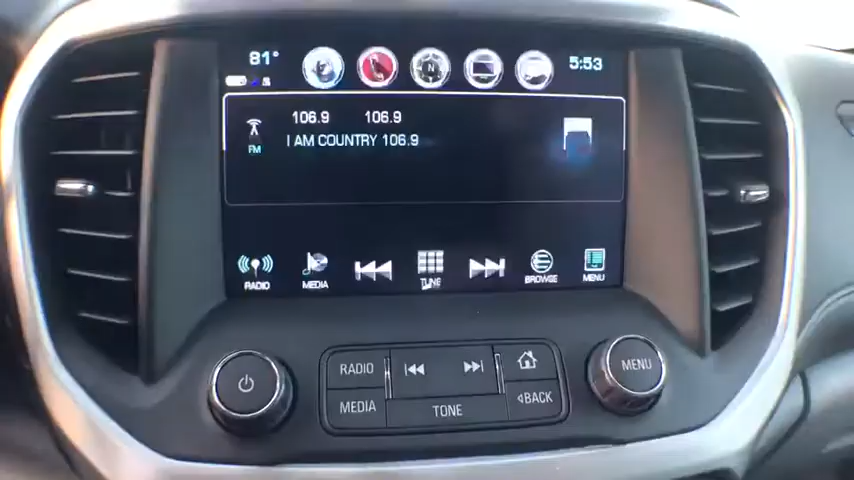 81° N 5:53
106.9 106.9
FM I AM COUNTRY 106.9
RADIO MEDIA TUNE BROWSE MENU
RADIO
MEDIA
TONE
BACK
MENU